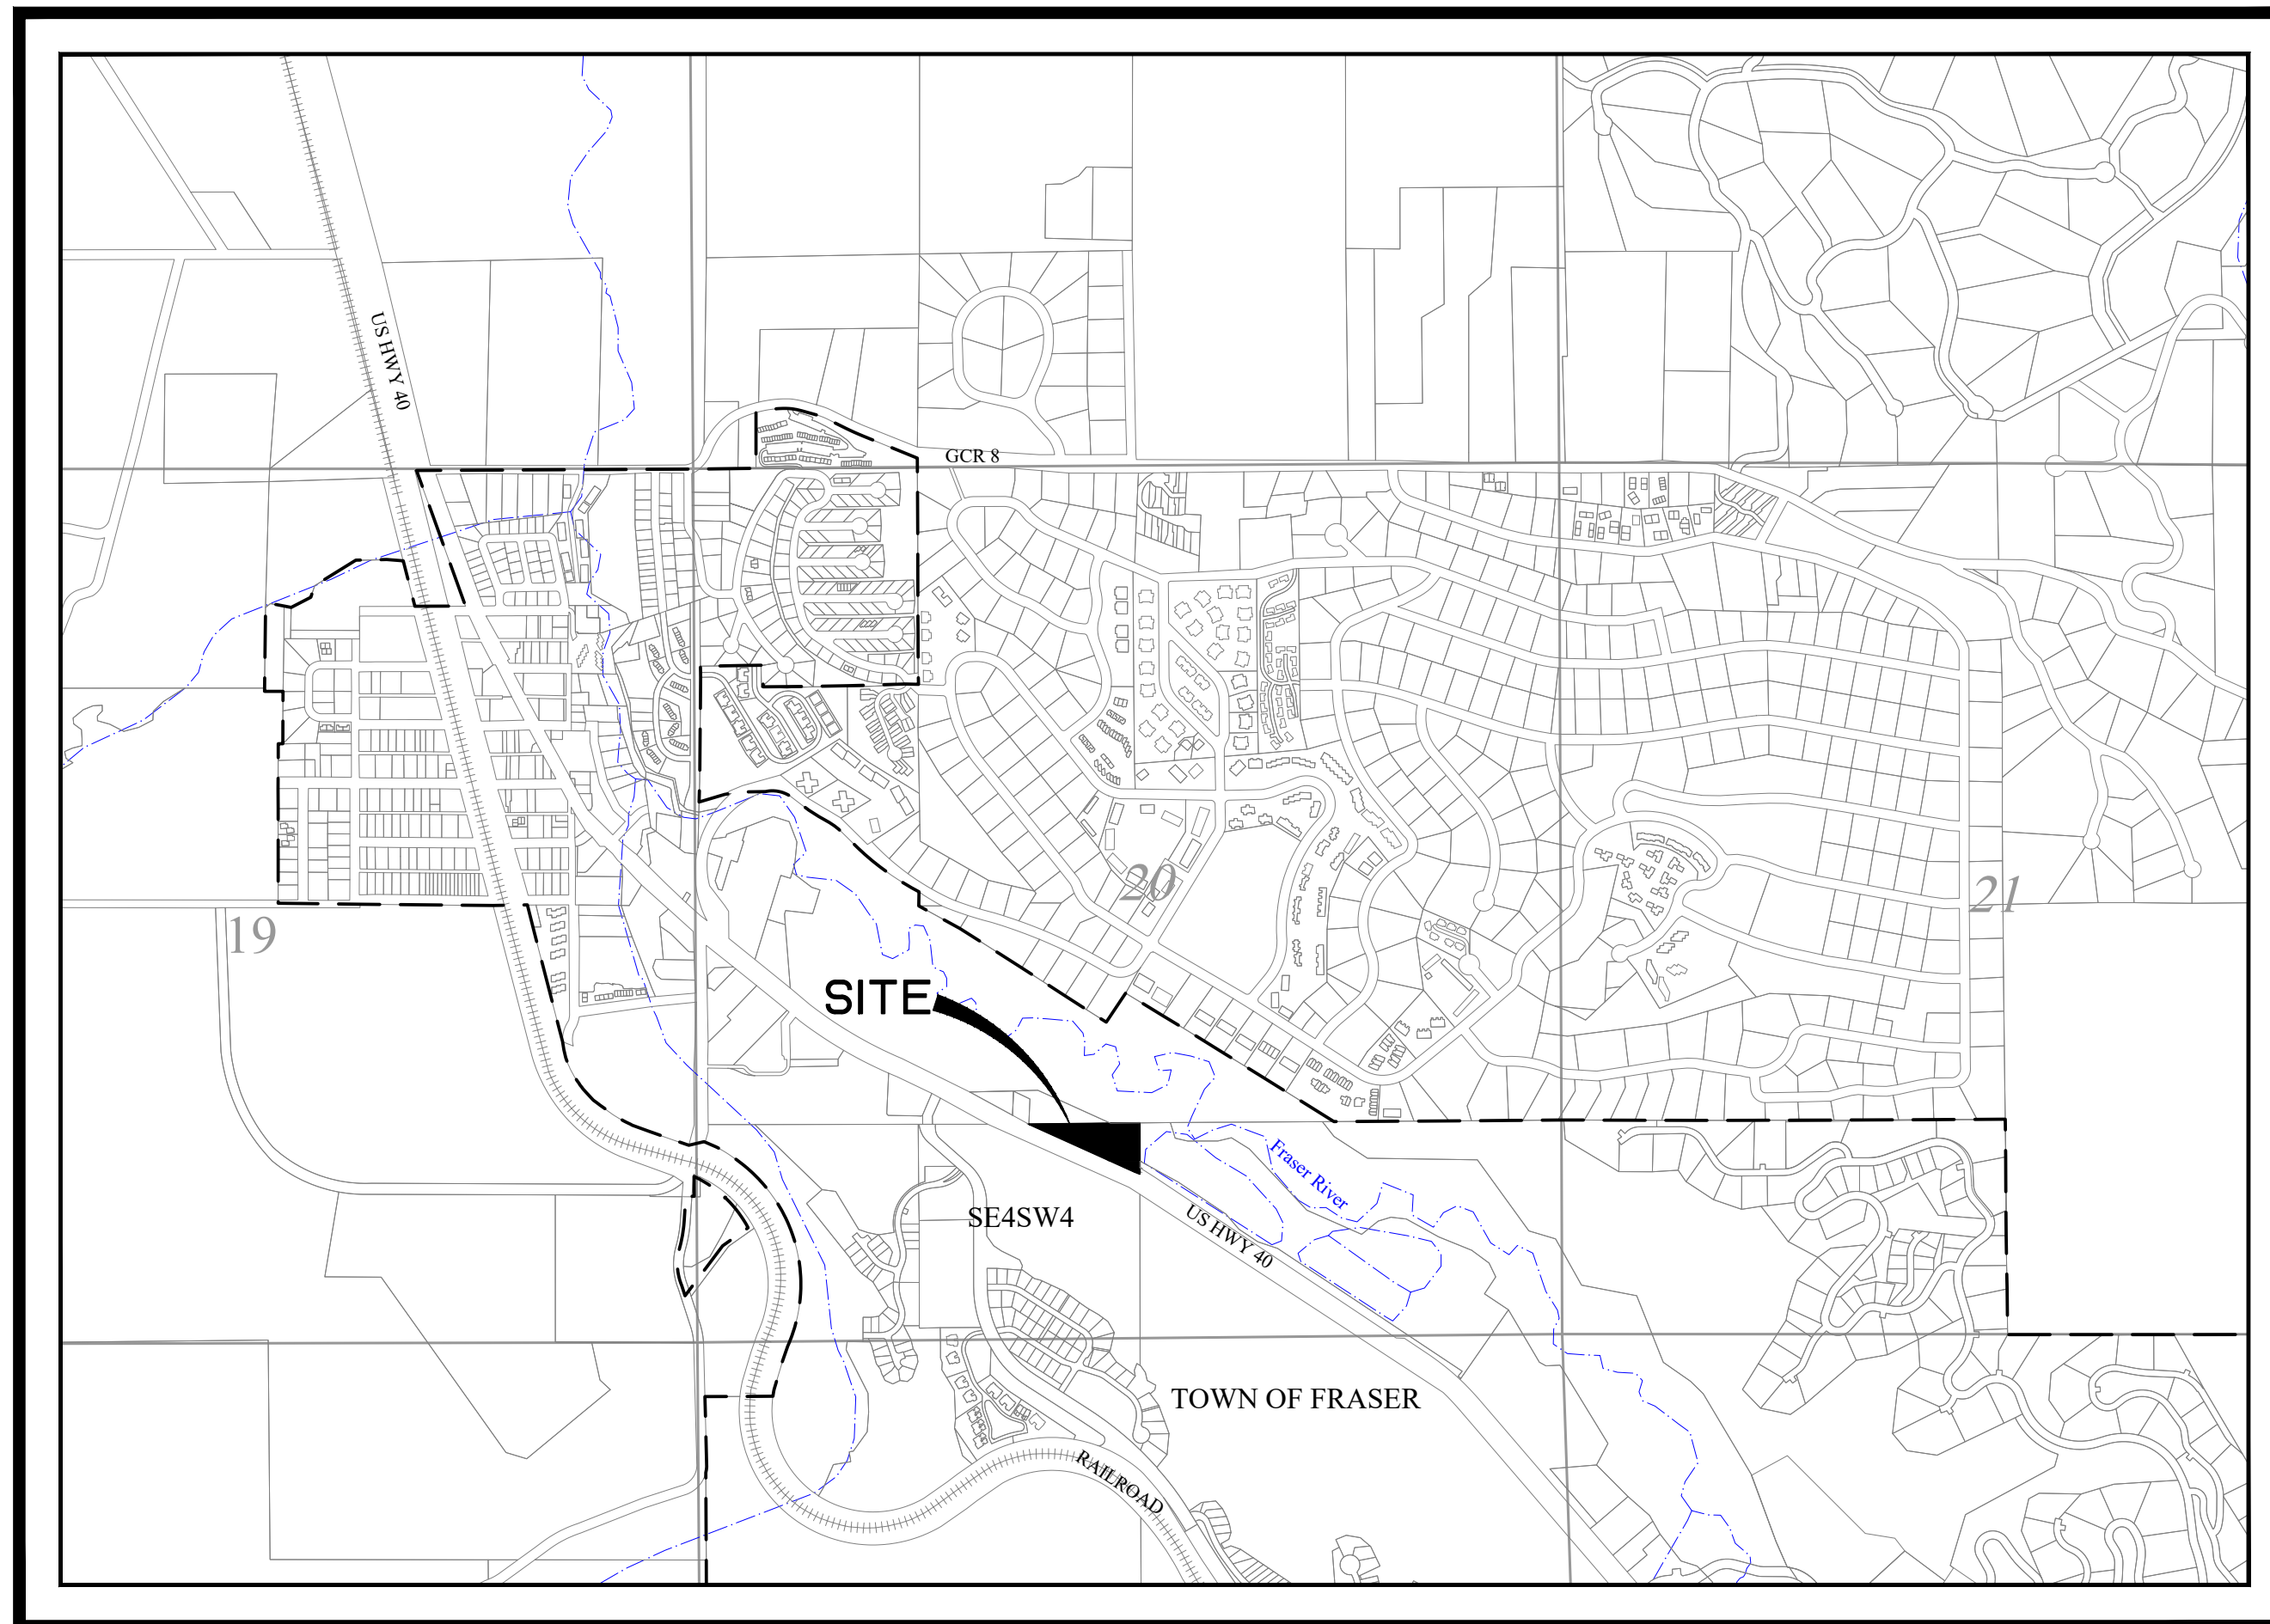 US HWY 40
GCR 8
20
21
19
SITE
Fraser River
SE4SW4
US HWY 40
TOWN OF FRASER
RAILROAD